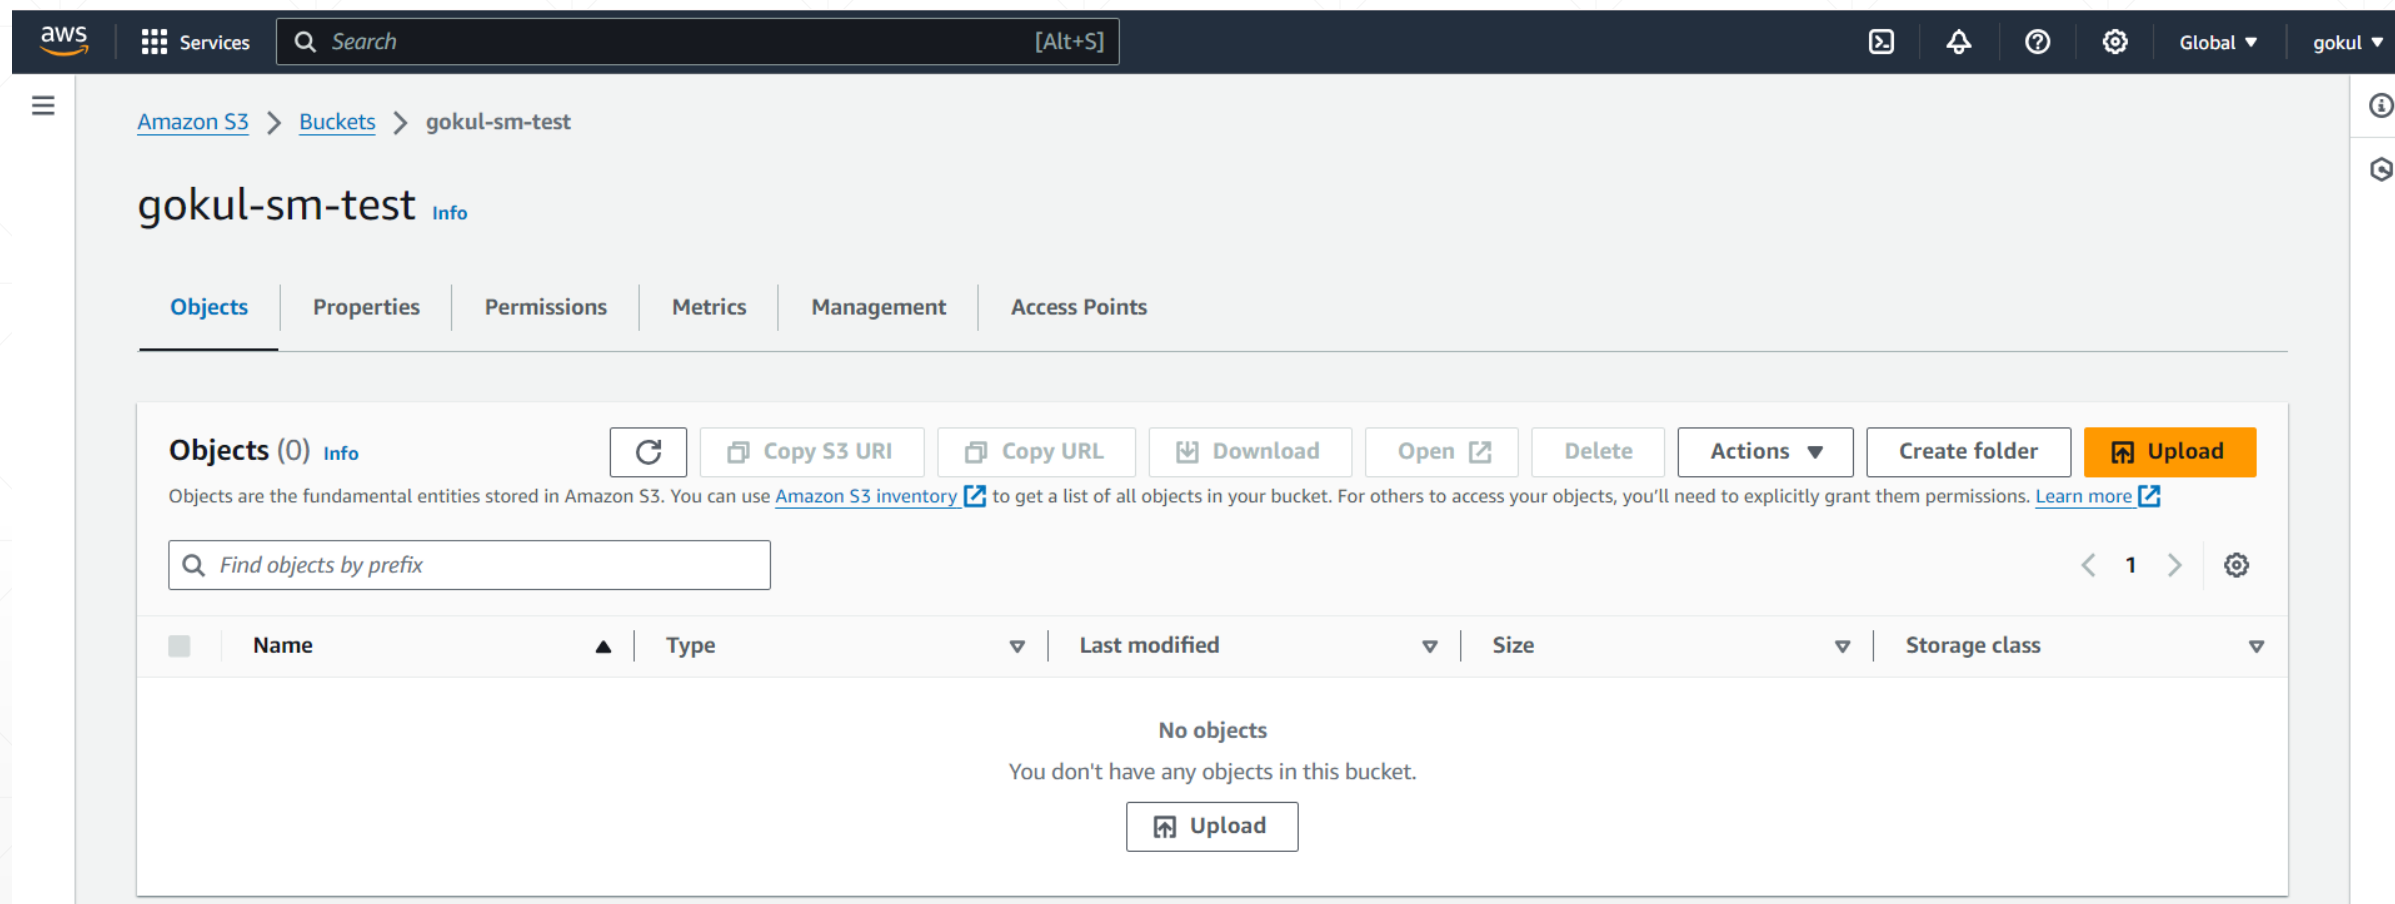 aws Services Search [Alt+S] Global gokul
Amazon S3 Buckets gokul-sm-test
gokul-sm-test Info
Objects Properties Permissions Metrics Management Access Points
Objects (0) Info Copy S3 URI Copy URL Download Open Delete Actions Create folder Upload
Objects are the fundamental entities stored in Amazon S3. You can use Amazon S3 inventory to get a list of all objects in your bucket. For others to access your objects, you'll need to explicitly grant them permissions. Learn more
Find objects by prefix 1
Name Type Last modified Size Storage class
No objects
You don't have any objects in this bucket.
Upload